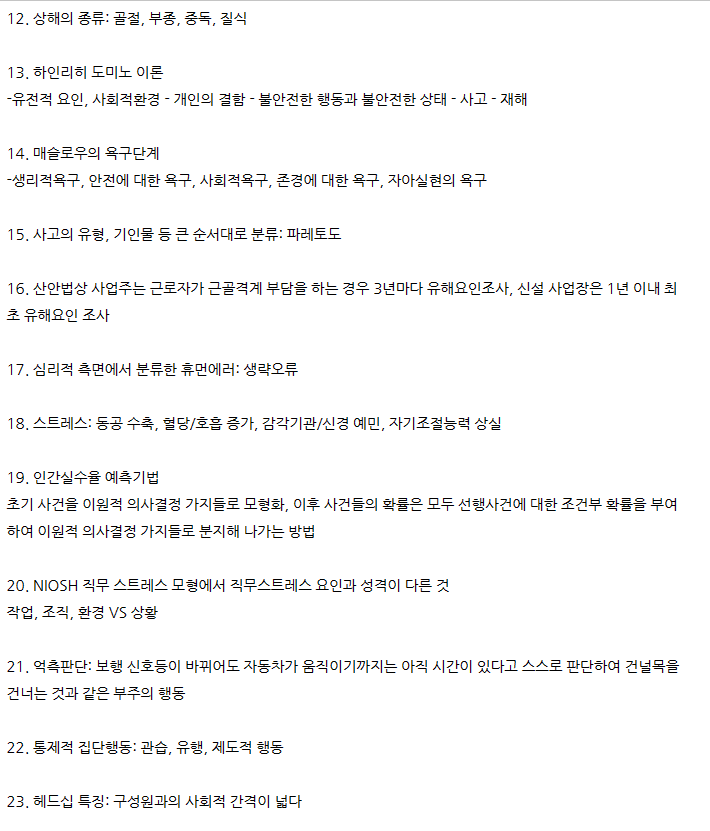 12. 상해의 종류: 골절, 부종, 중독, 질식
13. 하인리히 도미노 이론
-유전적 요인, 사회적환경 - 개인의 결함 - 불안전한 행동과 불안전한 상태 - 사고 - 재해
14. 매슬로우의 욕구단계
-생리적욕구, 안전에 대한 욕구, 사회적욕구, 존경에 대한 욕구, 자아실현의 욕구
15. 사고의 유형, 기인물 등 큰 순서대로 분류: 파레토도
16. 산안법상 사업주는 근로자가 근골격계 부담을 하는 경우 3년마다 유해요인조사, 신설 사업장은 1년 이내 최
초 유해요인 조사
17. 심리적 측면에서 분류한 휴먼에러: 생략오류
18. 스트레스: 동공 수축, 혈당/호흡 증가, 감각기관/신경 예민, 자기조절능력 상실
19. 인간실수율 예측기법
초기 사건을 이원적 의사결정 가지들로 모형화, 이후 사건들의 확률은 모두 선행사건에 대한 조건부 확률을 부여
하여 이원적 의사결정 가지들로 분지해 나가는 방법
20. NIOSH 직무 스트레스 모형에서 직무스트레스 요인과 성격이 다른 것
작업, 조직, 환경 VS 상황
21. 억측판단: 보행 신호등이 바뀌어도 자동차가 움직이기까지는 아직 시간이 있다고 스스로 판단하여 건널목을
건너는 것과 같은 부주의 행동
22. 통제적 집단행동: 관습, 유행, 제도적 행동
23. 헤드십 특징: 구성원과의 사회적 간격이 넓다